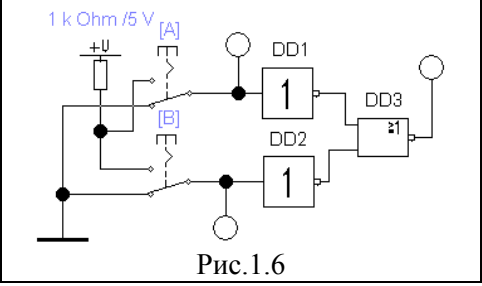 1 k Ohm /5 V
[A]
+U
DD1
1
DD3
≥1
[B]
DD2
1
Рис.1.6